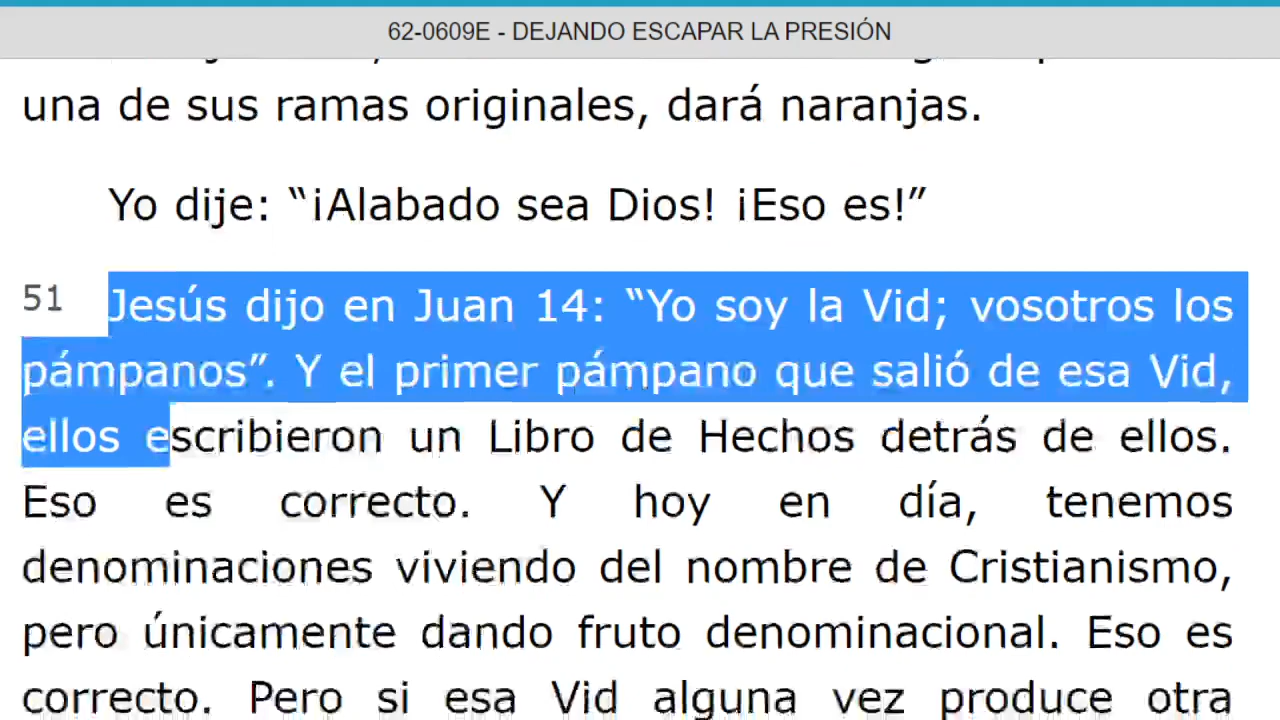 62-0609E - DEJANDO ESCAPAR LA PRESIÓN
una de sus ramas originales, dará naranjas.
Yo dije: “¡Alabado sea Dios! ¡Eso es!”
51 Jesús dijo en Juan 14: “Yo soy la Vid; vosotros los
pámpanos”. Y el primer pámpano que salió de esa Vid,
ellos escribieron un Libro de Hechos detrás de ellos.
Eso es correcto. Y hoy en día, tenemos
denominaciones viviendo del nombre de Cristianismo,
pero únicamente dando fruto denominacional. Eso es
correcto. Pero si esa Vid alguna vez produce otra